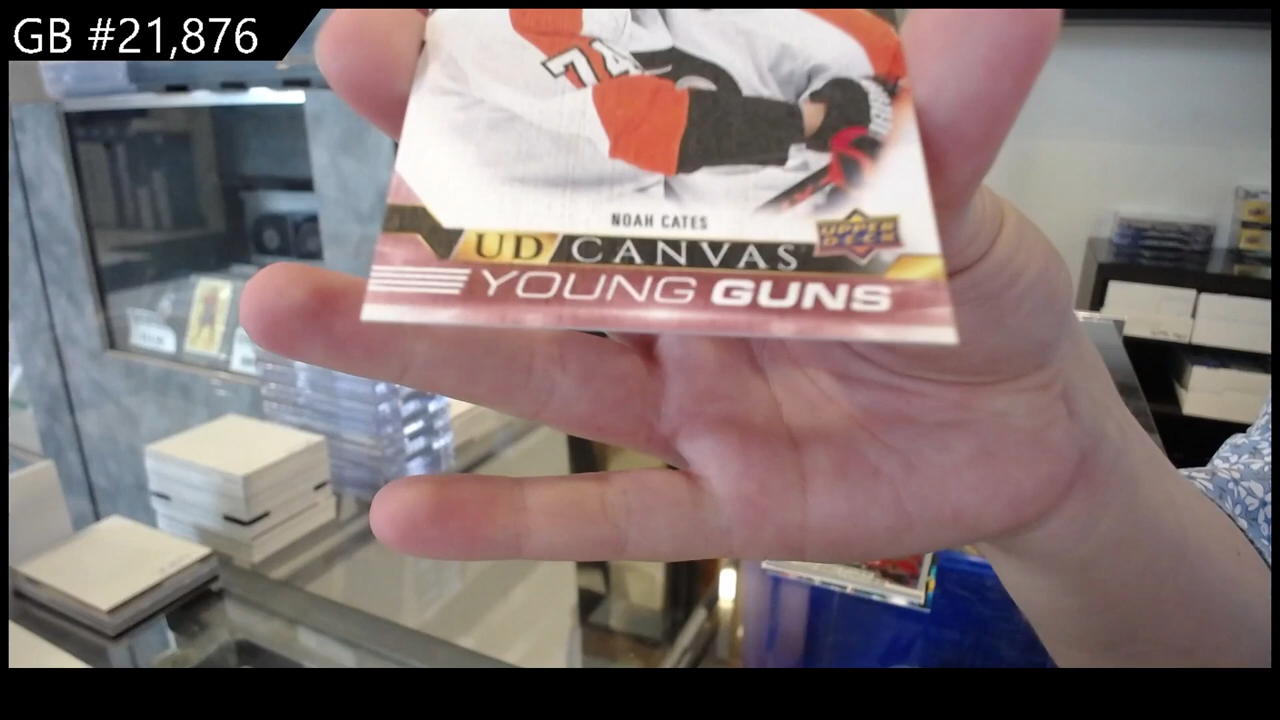 GB #21,876
74
NOAH CATES
UD CANVAS
UPPER DECK
YOUNG GUNS